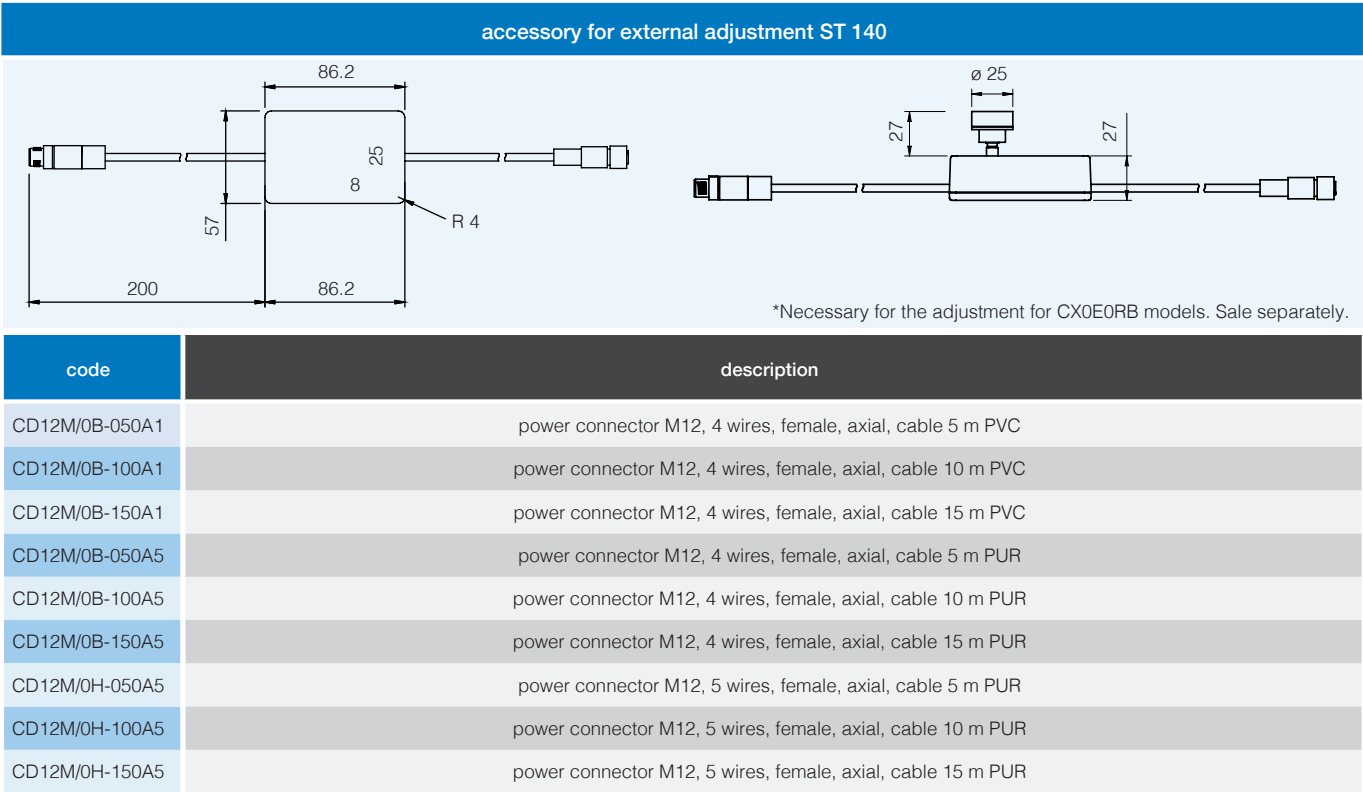 accessory for external adjustment ST 140
86.2
25
8
57
R 4
200
86.2
ø 25
27
27
*Necessary for the adjustment for CX0E0RB models. Sale separately.
code description
CD12M/0B-050A1 power connector M12, 4 wires, female, axial, cable 5 m PVC
CD12M/0B-100A1 power connector M12, 4 wires, female, axial, cable 10 m PVC
CD12M/0B-150A1 power connector M12, 4 wires, female, axial, cable 15 m PVC
CD12M/0B-050A5 power connector M12, 4 wires, female, axial, cable 5 m PUR
CD12M/0B-100A5 power connector M12, 4 wires, female, axial, cable 10 m PUR
CD12M/0B-150A5 power connector M12, 4 wires, female, axial, cable 15 m PUR
CD12M/0H-050A5 power connector M12, 5 wires, female, axial, cable 5 m PUR
CD12M/0H-100A5 power connector M12, 5 wires, female, axial, cable 10 m PUR
CD12M/0H-150A5 power connector M12, 5 wires, female, axial, cable 15 m PUR